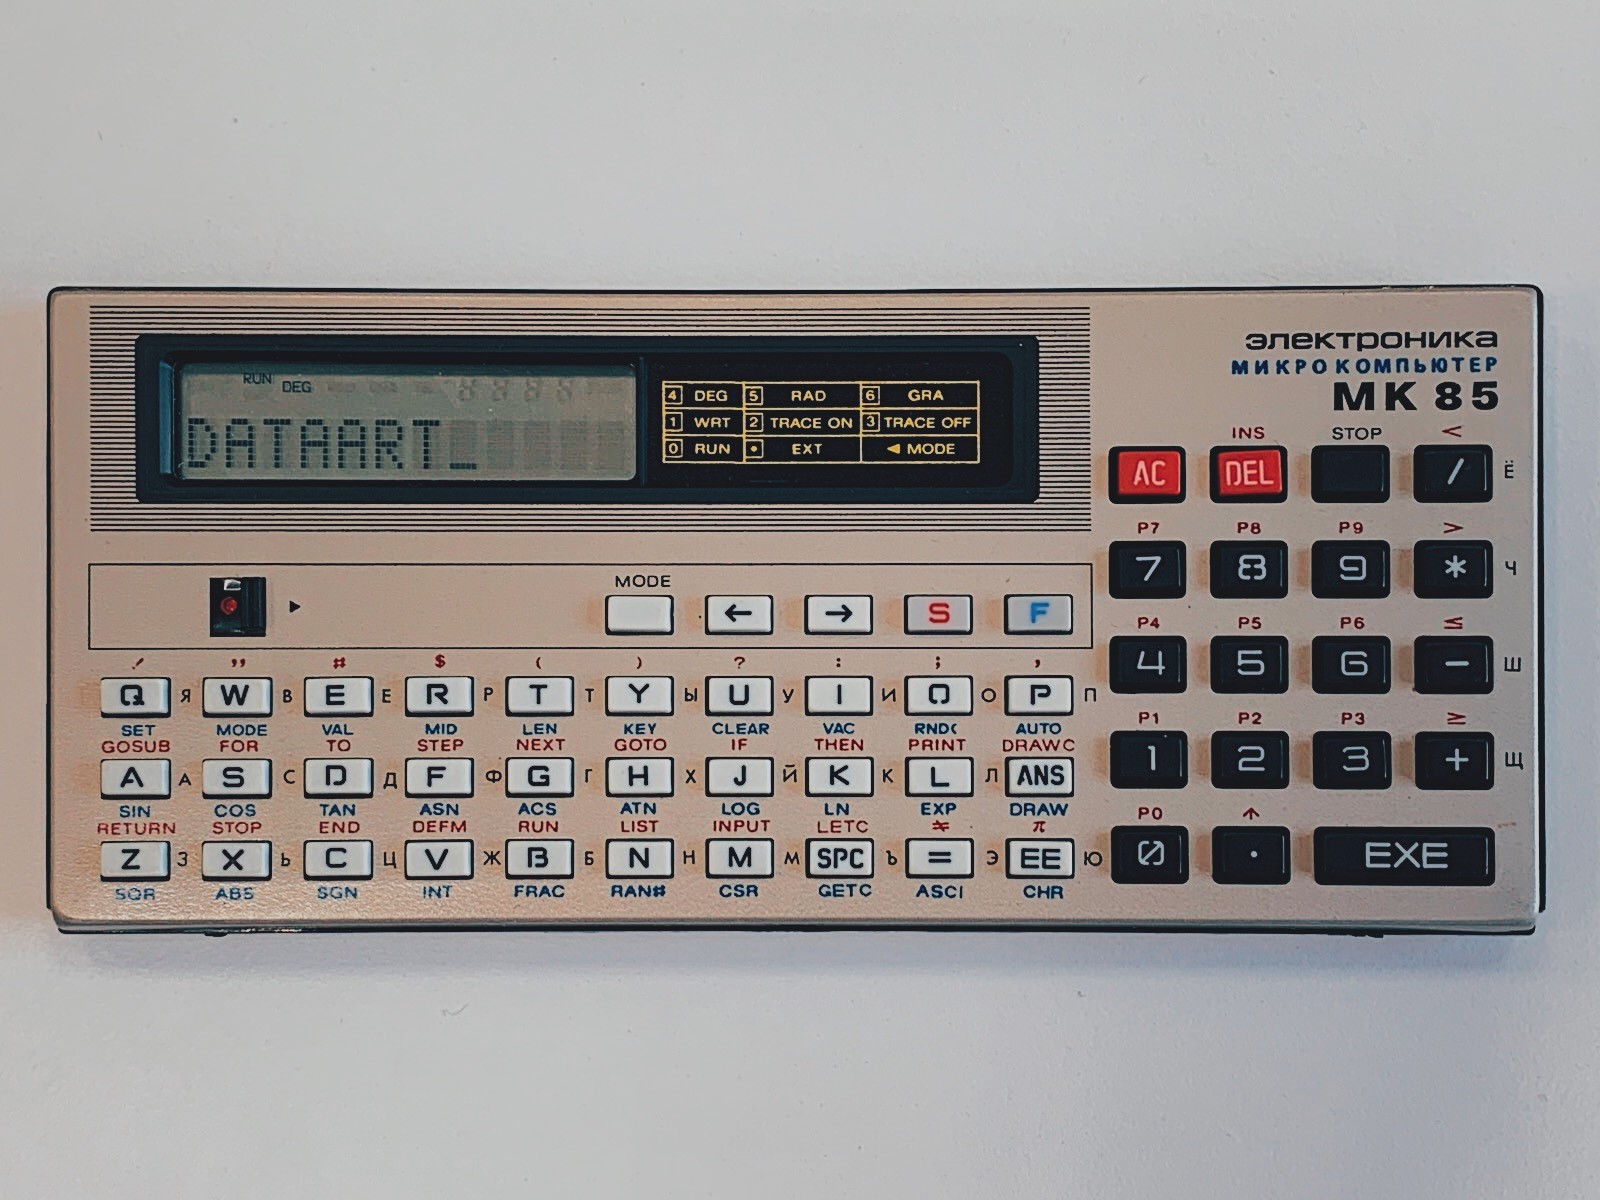 электроника
МИКРОКОМПЬЮТЕР
МК 85
RUN DEG
DATAART_
4 DEG 5 RAD 6 GRA
1 WRT 2 TRACE ON 3 TRACE OFF
0 RUN • EXT ◄ MODE
INS STOP <
AC DEL / Ё
P7 P8 P9 >
7 8 9 * Ч
P4 P5 P6 ≤
4 5 6 − Ш
P1 P2 P3 ≥
1 2 3 + Щ
P0 ↑
0 . EXE
MODE
← → S F
! " # $ ( ) ? : ; ,
Q Я W В E Е R Р T Т Y Ы U У I И O О P П
SET MODE VAL MID LEN KEY CLEAR VAC RND( AUTO
GOSUB FOR TO STEP NEXT GOTO IF THEN PRINT DRAWC
A А S С D Д F Ф G Г H Х J Й K К L Л ANS
SIN COS TAN ASN ACS ATN LOG LN EXP DRAW
RETURN STOP END DEFM RUN LIST INPUT LETC ≠ π
Z З X Ь C Ц V Ж B Б N Н M М SPC Ъ = Э EE Ю
SQR ABS SGN INT FRAC RAN# CSR GETC ASCI CHR